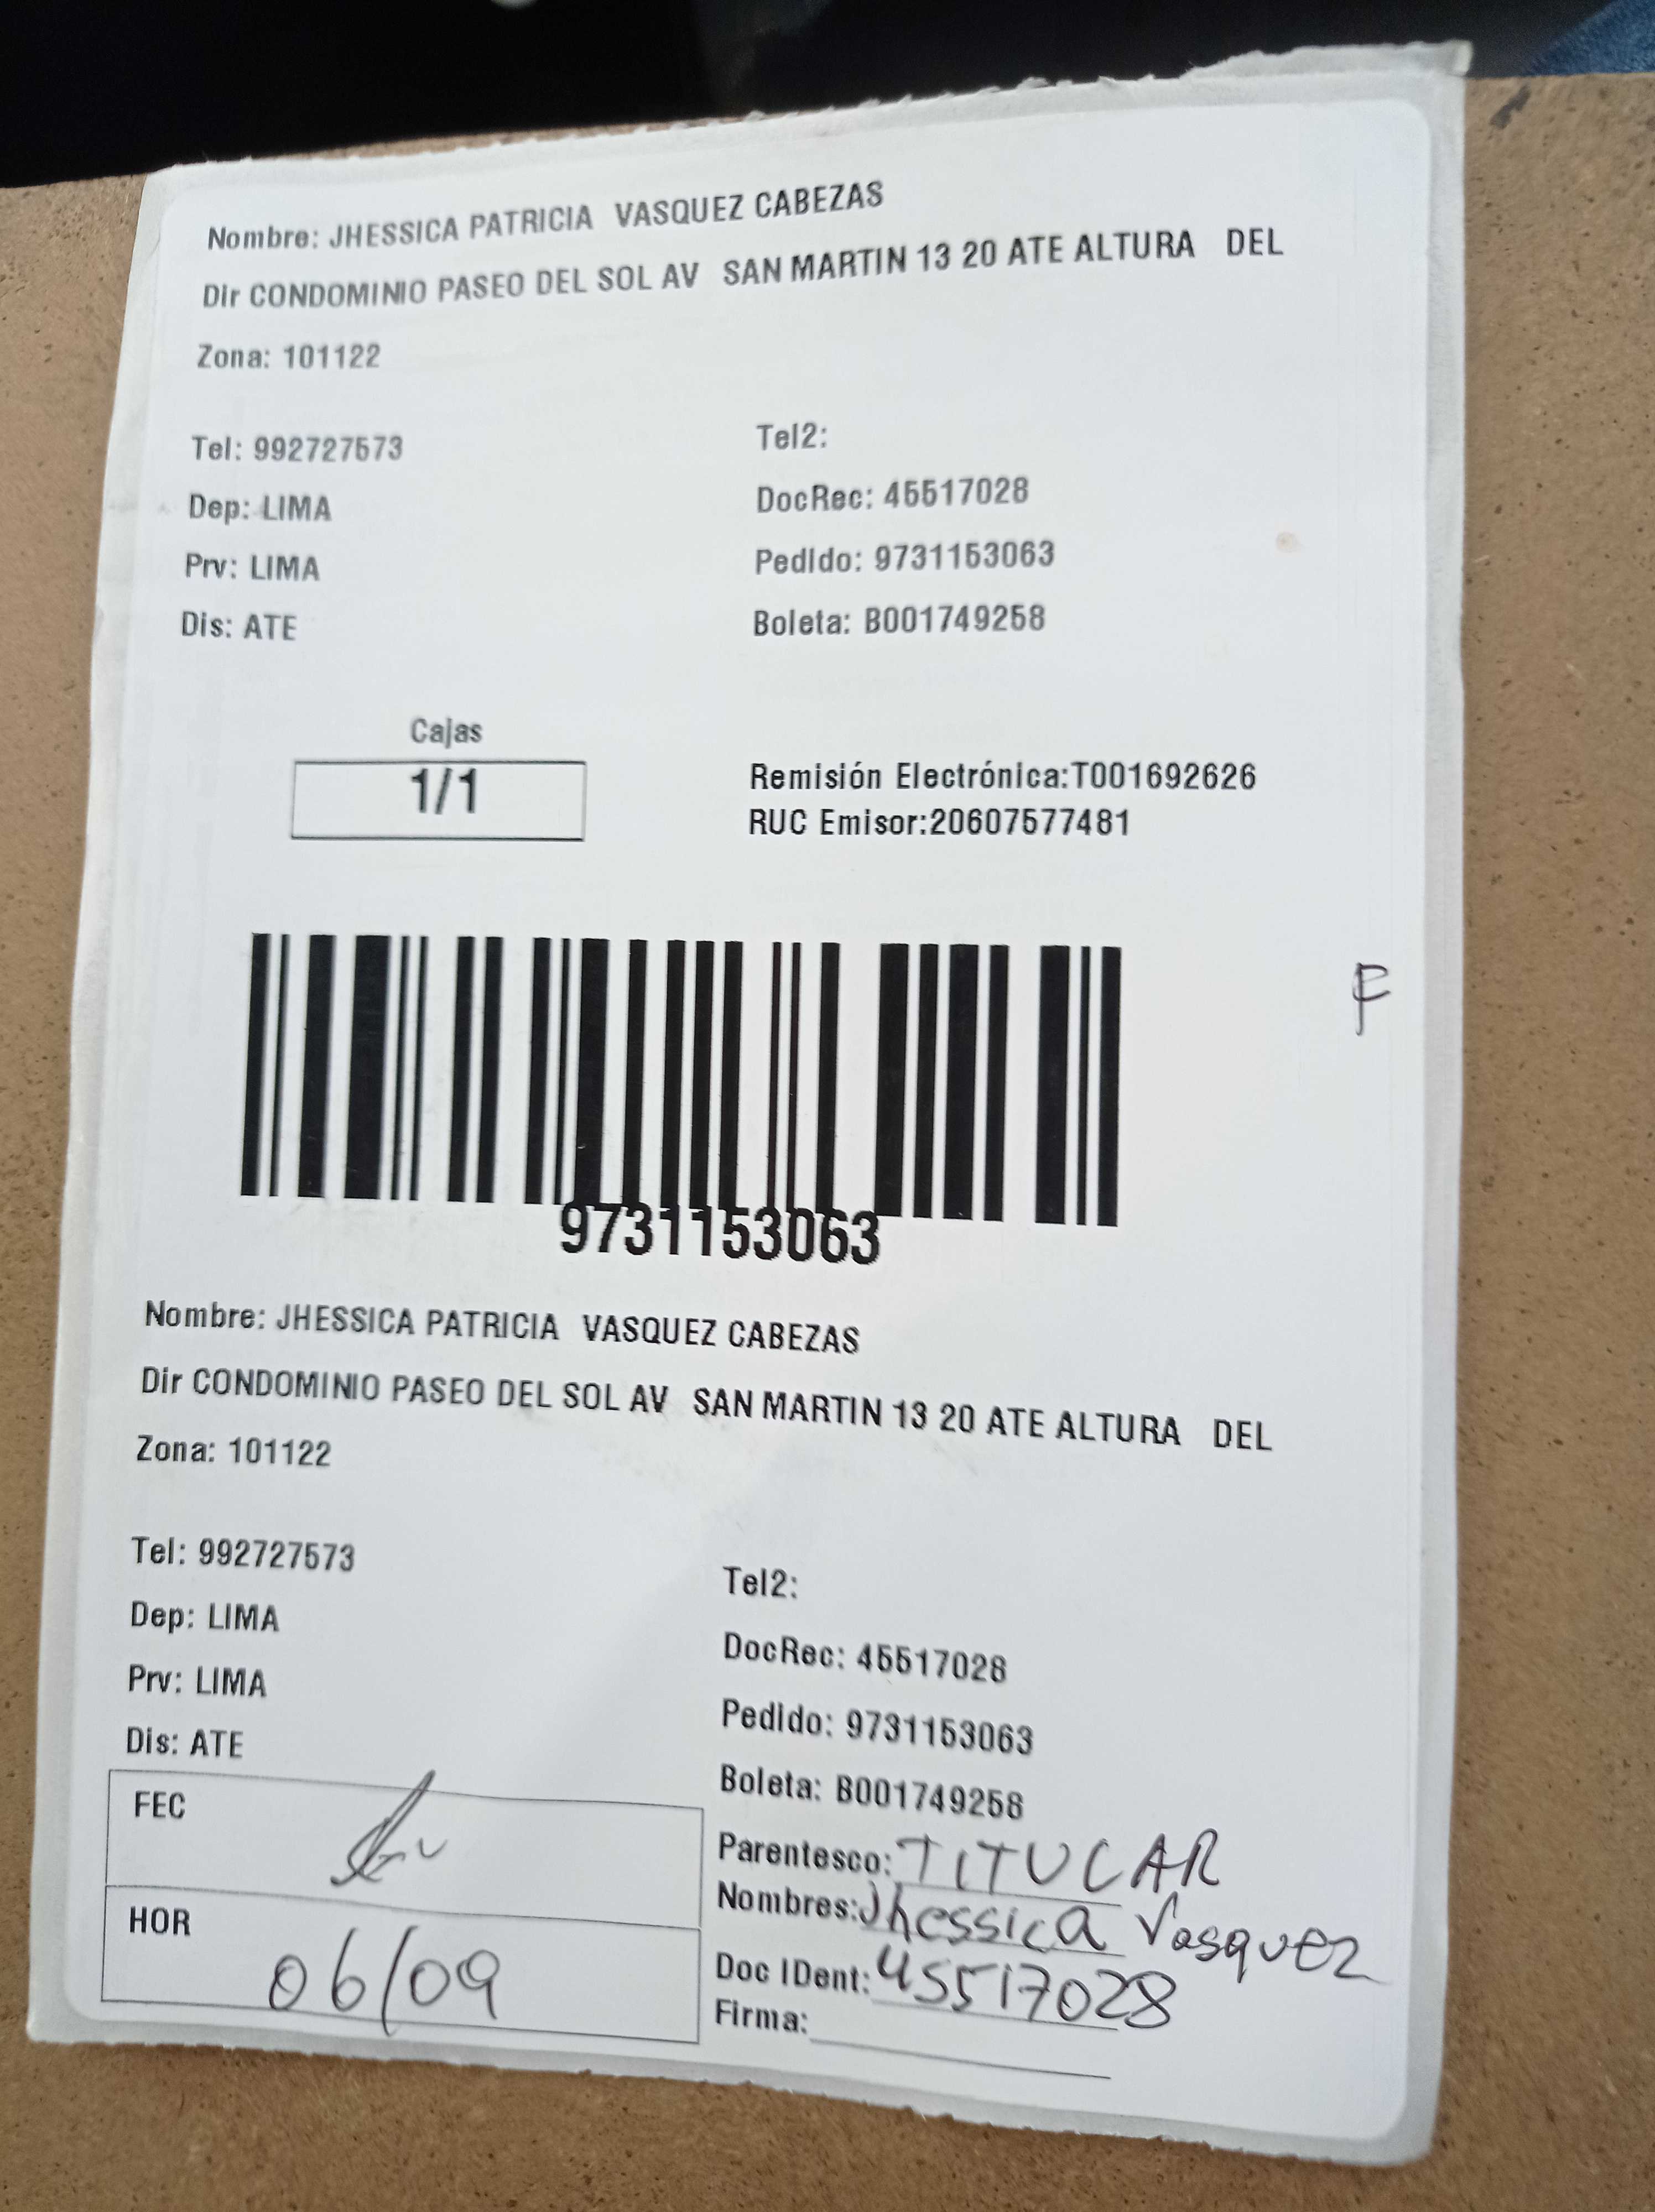 Nombre: JHESSICA PATRICIA VASQUEZ CABEZAS
Dir CONDOMINIO PASEO DEL SOL AV SAN MARTIN 13 20 ATE ALTURA DEL
Zona: 101122
Tel: 992727573 Tel2:
Dep: LIMA DocRec: 45517028
Prv: LIMA Pedido: 9731153063
Dis: ATE Boleta: B001749258
Cajas
1/1
Remisión Electrónica:T001692626
RUC Emisor:20607577481
F
9731153063
Nombre: JHESSICA PATRICIA VASQUEZ CABEZAS
Dir CONDOMINIO PASEO DEL SOL AV SAN MARTIN 13 20 ATE ALTURA DEL
Zona: 101122
Tel: 992727573 Tel2:
Dep: LIMA DocRec: 45517028
Prv: LIMA Pedido: 9731153063
Dis: ATE Boleta: B001749258
FEC
HOR 06/09
Parentesco: TITULAR
Nombres: Jhessica Vasquez
Doc IDent: 45517028
Firma: